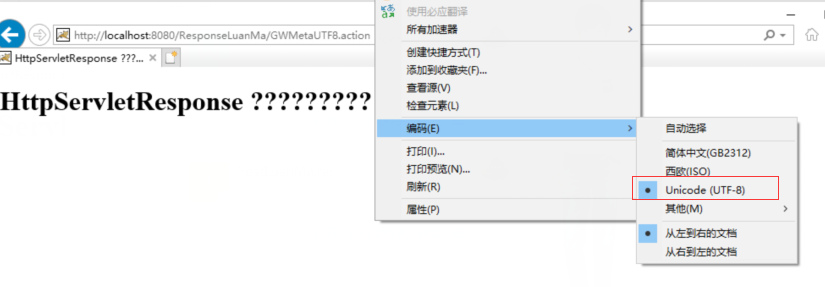 使用必应翻译
所有加速器
http://localhost:8080/ResponseLuanMa/GWMetaUTF8.action
HttpServletResponse ???...
HttpServletResponse ?????????
创建快捷方式(T)
添加到收藏夹(F)...
查看源(V)
检查元素(L)
编码(E)
打印(I)...
打印预览(N)...
刷新(R)
属性(P)
自动选择
简体中文(GB2312)
西欧(ISO)
Unicode (UTF-8)
其他(M)
从左到右的文档
从右到左的文档